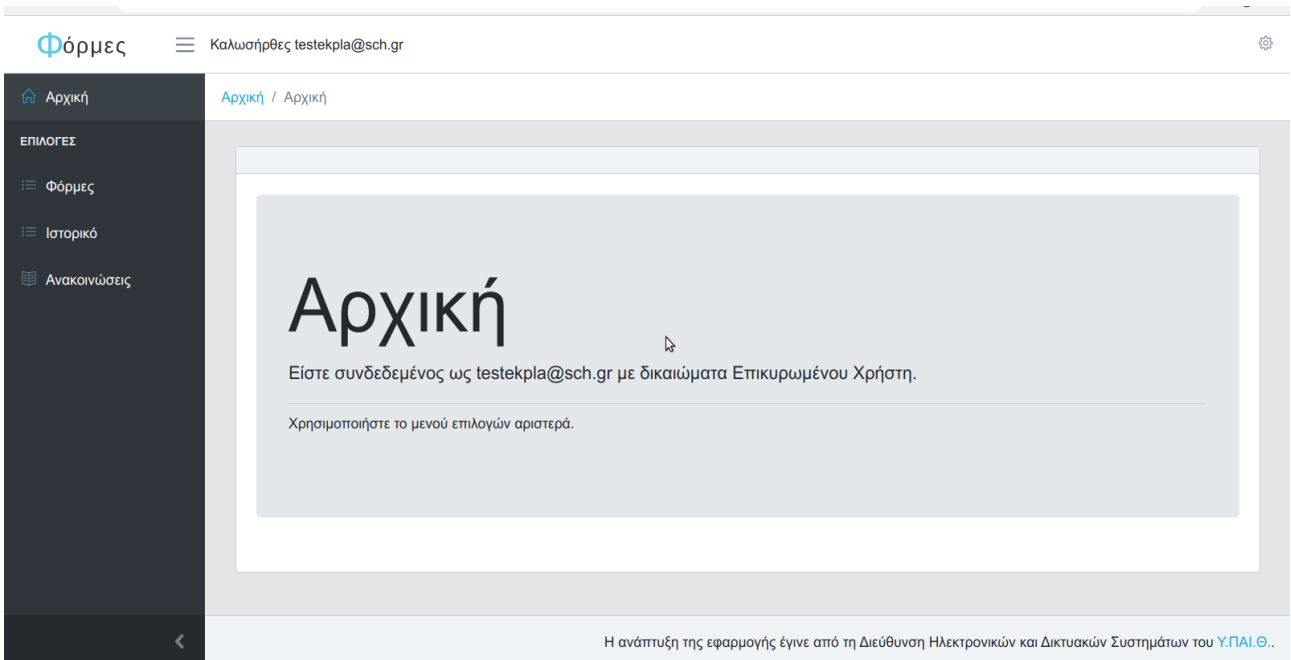 Φόρμες
Καλωσήρθες testekpla@sch.gr
Αρχική
Αρχική / Αρχική
ΕΠΙΛΟΓΕΣ
Φόρμες
Ιστορικό
Ανακοινώσεις
Αρχική
Είστε συνδεδεμένος ως testekpla@sch.gr με δικαιώματα Επικυρωμένου Χρήστη.
Χρησιμοποιήστε το μενού επιλογών αριστερά.
Η ανάπτυξη της εφαρμογής έγινε από τη Διεύθυνση Ηλεκτρονικών και Δικτυακών Συστημάτων του Υ.ΠΑΙ.Θ..